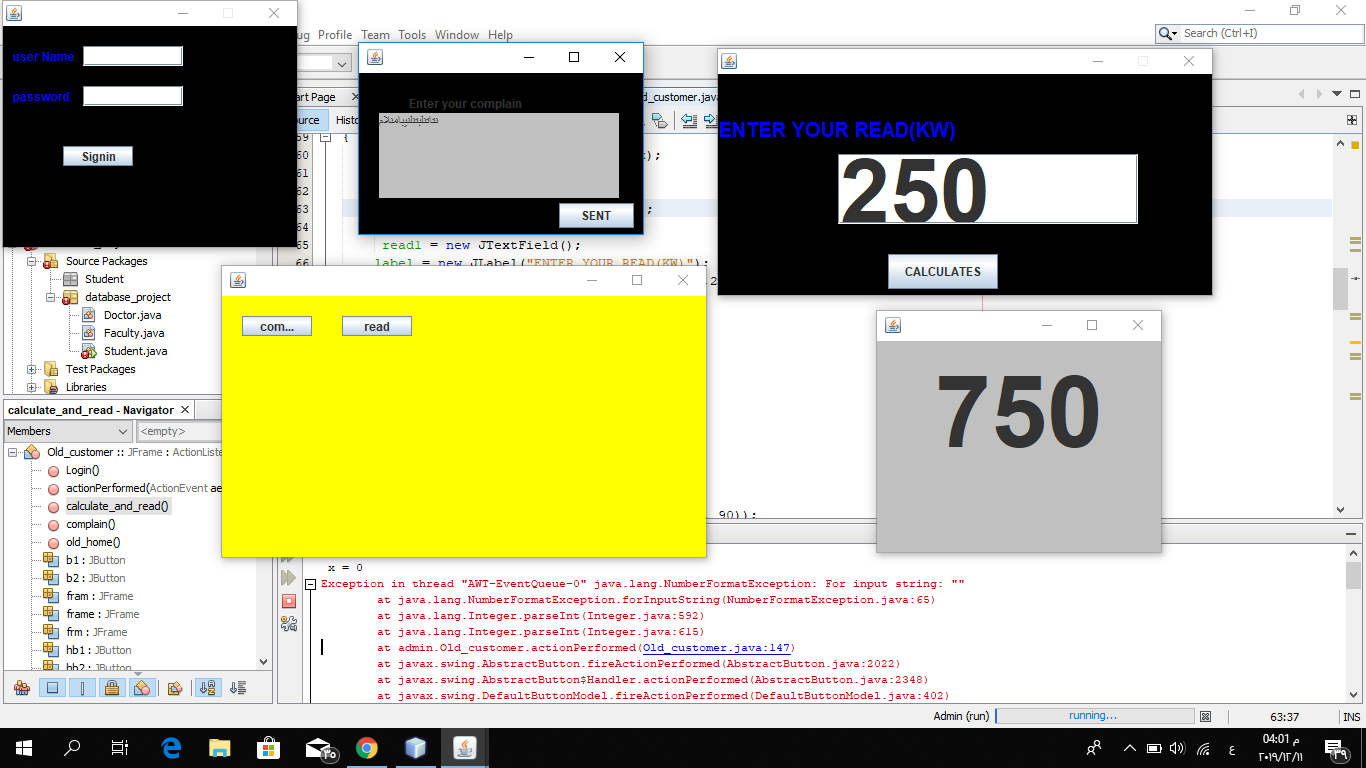 ug Profile Team Tools Window Help
Search (Ctrl+I)
user Name
password
Signin
Enter your complain
SENT
ENTER YOUR READ(KW)
250
CALCULATES
art Page
d_customer.java
ource
Histo
59 {
60 );
61
62
63 ;
65 read1 = new JTextField();
66 label = new JLabel("ENTER YOUR READ(KW)");
2
, 90));
com...
read
750
Source Packages
Student
database_project
Doctor.java
Faculty.java
Student.java
Test Packages
Libraries
calculate_and_read - Navigator
Members
<empty>
Old_customer :: JFrame : ActionListe
Login()
actionPerformed(ActionEvent ae
calculate_and_read()
complain()
old_home()
b1 : JButton
b2 : JButton
fram : JFrame
frame : JFrame
frm : JFrame
hb1 : JButton
hb2 : JButton
x = 0
Exception in thread "AWT-EventQueue-0" java.lang.NumberFormatException: For input string: ""
at java.lang.NumberFormatException.forInputString(NumberFormatException.java:65)
at java.lang.Integer.parseInt(Integer.java:592)
at java.lang.Integer.parseInt(Integer.java:615)
at admin.Old_customer.actionPerformed(Old_customer.java:147)
at javax.swing.AbstractButton.fireActionPerformed(AbstractButton.java:2022)
at javax.swing.AbstractButton$Handler.actionPerformed(AbstractButton.java:2348)
at javax.swing.DefaultButtonModel.fireActionPerformed(DefaultButtonModel.java:402)
Admin (run)
running...
63:37
INS
٣٥
ع
م 04:01
٢٠١٩/١٢/١١
٣٩